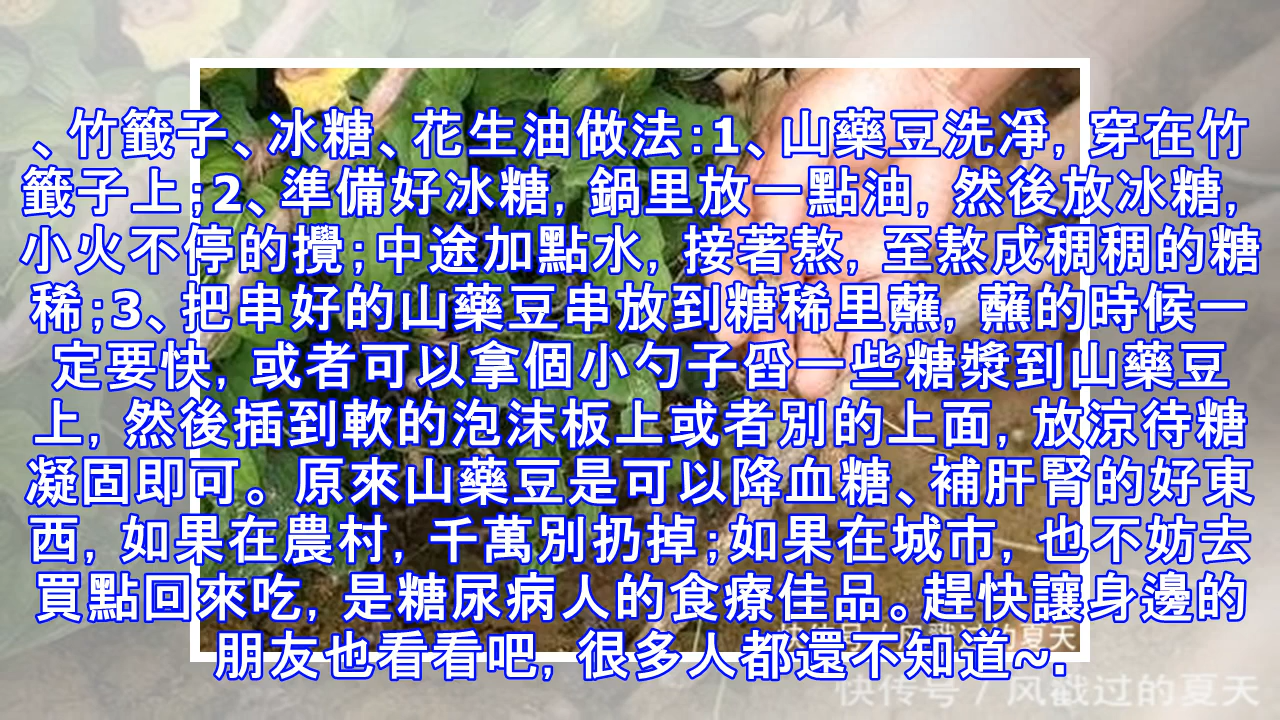 、竹籤子、冰糖、花生油做法:1、山藥豆洗凈, 穿在竹
籤子上;2、準備好冰糖, 鍋里放一點油, 然後放冰糖,
小火不停的攪;中途加點水, 接著熬, 至熬成稠稠的糖
稀;3、把串好的山藥豆串放到糖稀里蘸, 蘸的時候一
定要快, 或者可以拿個小勺子舀一些糖漿到山藥豆
上, 然後插到軟的泡沫板上或者別的上面, 放涼待糖
凝固即可。原來山藥豆是可以降血糖、補肝腎的好東
西, 如果在農村, 千萬別扔掉;如果在城市, 也不妨去
買點回來吃, 是糖尿病人的食療佳品。趕快讓身邊的
朋友也看看吧, 很多人都還不知道~.
快传号 / 风戳过的夏天
快传号 / 风戳过的夏天